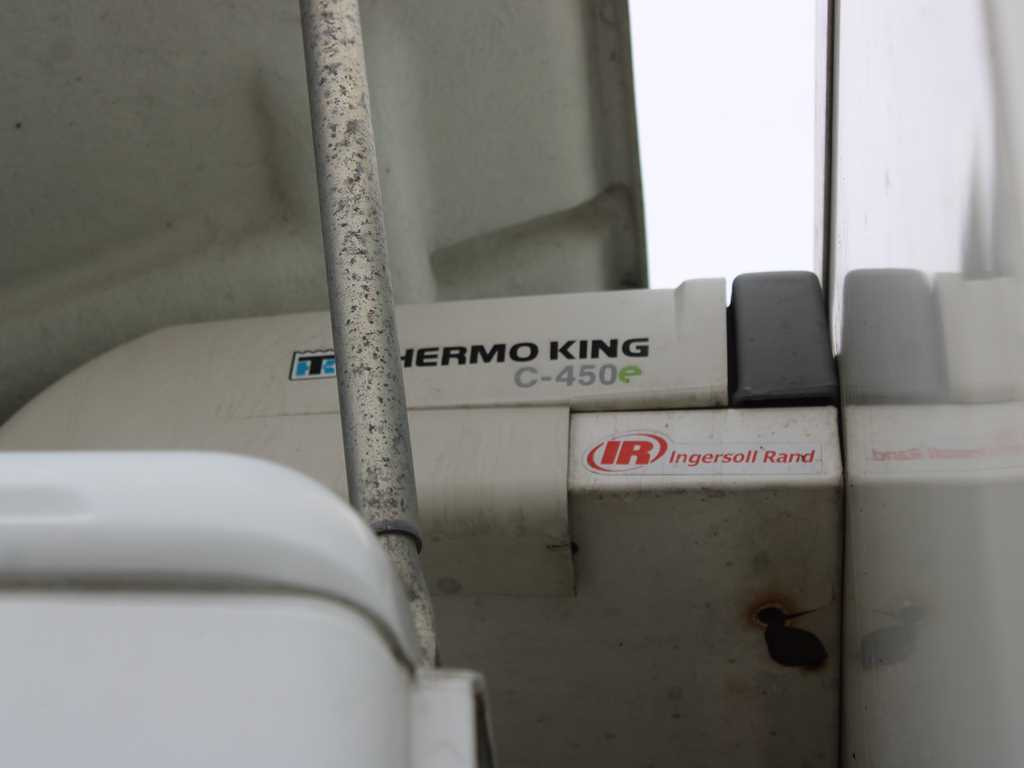 HERMO KING
C-450e
IR Ingersoll Rand